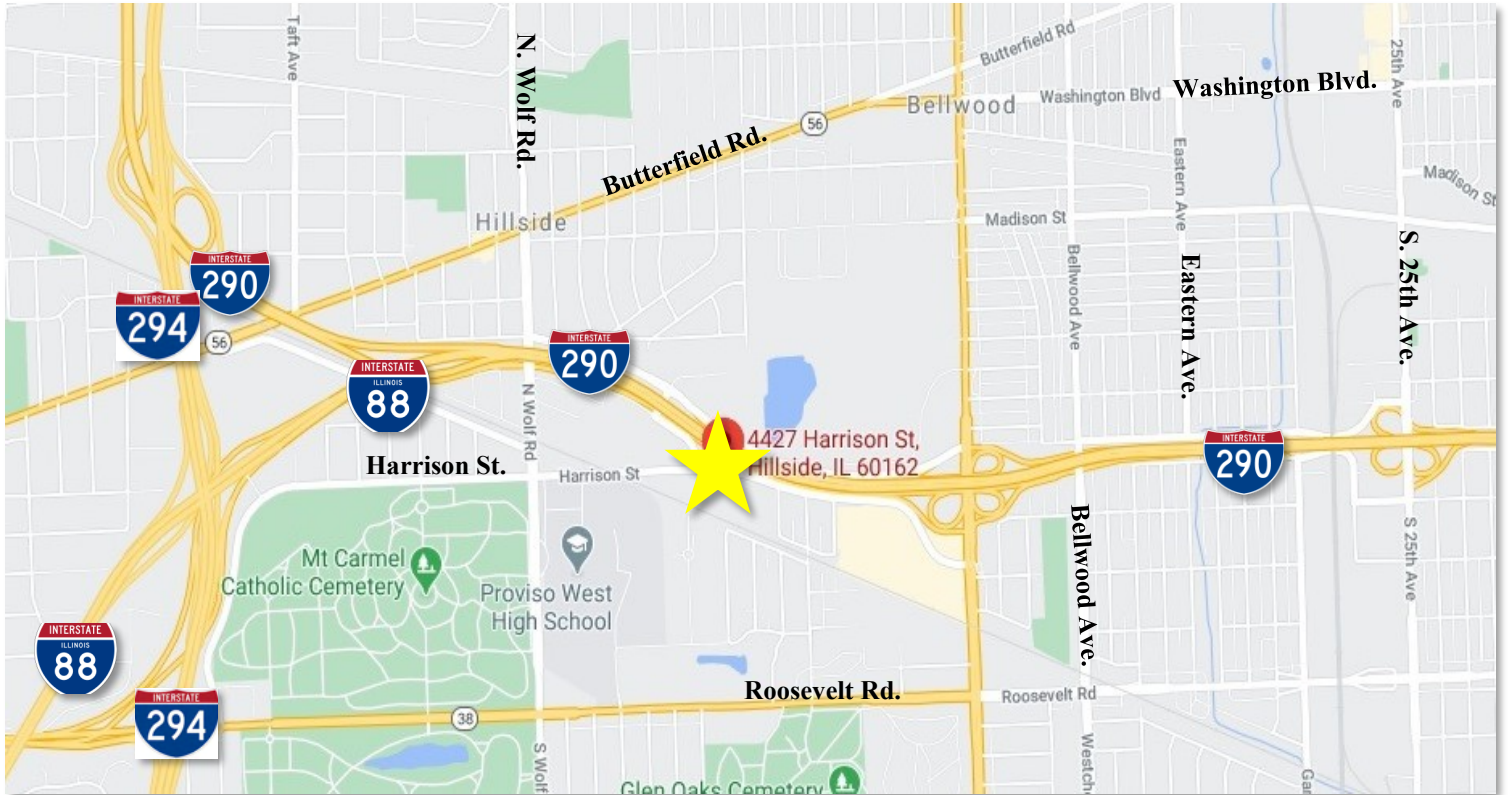 Taft Ave
N. Wolf Rd.
Butterfield Rd
25th Ave
Washington Blvd
Washington Blvd.
Bellwood
56
Butterfield Rd.
Eastern Ave
Madison St
Hillside
Madison St
Bellwood Ave
Eastern Ave.
S. 25th Ave.
INTERSTATE
290
INTERSTATE
294
56
INTERSTATE
290
INTERSTATE
ILLINOIS
88
N Wolf Rd
4427 Harrison St,
Hillside, IL 60162
INTERSTATE
290
Harrison St.
Harrison St
Bellwood Ave.
S 25th Ave
Mt Carmel
Catholic Cemetery
Proviso West
High School
INTERSTATE
ILLINOIS
88
Roosevelt Rd.
Roosevelt Rd
INTERSTATE
294
38
S Wolf
Westch
Gar
Glen Oaks Cemetery